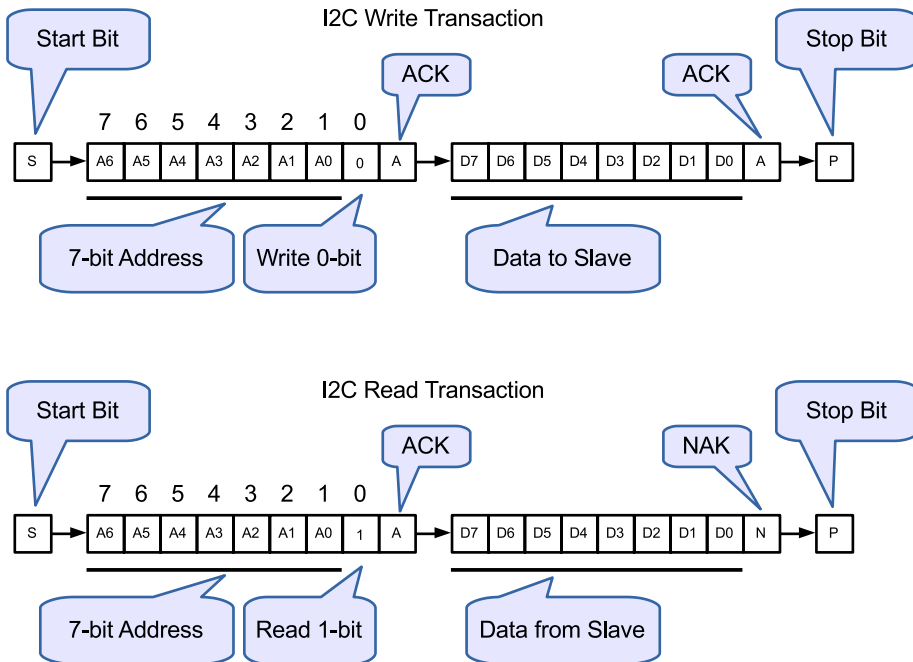 I2C Write Transaction
Start Bit
Stop Bit
ACK
ACK
7 6 5 4 3 2 1 0
S A6 A5 A4 A3 A2 A1 A0 0 A D7 D6 D5 D4 D3 D2 D1 D0 A P
7-bit Address
Write 0-bit
Data to Slave
I2C Read Transaction
Start Bit
Stop Bit
ACK
NAK
7 6 5 4 3 2 1 0
S A6 A5 A4 A3 A2 A1 A0 1 A D7 D6 D5 D4 D3 D2 D1 D0 N P
7-bit Address
Read 1-bit
Data from Slave